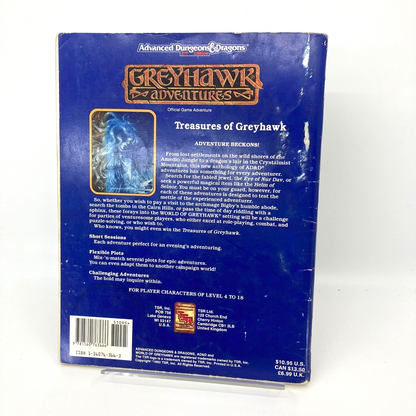 Advanced Dungeons & Dragons
GREYHAWK
ADVENTURES
Official Game Adventure
Treasures of Greyhawk
ADVENTURE BECKONS!
From lost settlements on the wild shores of the
Amedio Jungle to a dragon's lair in the Crystalmist
Mountains, this new anthology of AD&D®
adventures has something for every adventurer.
Search for the fabled jewel, the Eye of Nur Dav, or
seek a powerful magical item like the Helm of
Selnor. You must be on your guard, however, for
each of these adventures is designed to test the
mettle of the experienced adventurer.
So, whether you wish to pay a visit to the archmage Bigby's humble abode,
search the tombs in the Cairn Hills, or pass the time of day riddling with a
sphinx, these forays into the WORLD OF GREYHAWK setting will be a challenge
for parties of venturesome players, who either excel at role-playing, combat, and
puzzle-solving, or who wish to.
Who knows, you might even win the Treasures of Greyhawk.
Short Sessions
Each adventure perfect for an evening's adventuring.
Flexible Plots
Mix-'n-match several plots for epic adventures.
You can even adapt them to another campaign world!
Challenging Adventures
The bold may inquire within.
FOR PLAYER CHARACTERS OF LEVEL 4 TO 18
TSR, Inc.
POB 756
Lake Geneva
WI 53147
U.S.A.
TSR Ltd.
120 Church End
Cherry Hinton
Cambridge CB1 3LB
United Kingdom
ISBN 1-56076-344-3
$10.95 U.S.
CAN $13.50
£6.99 U.K.